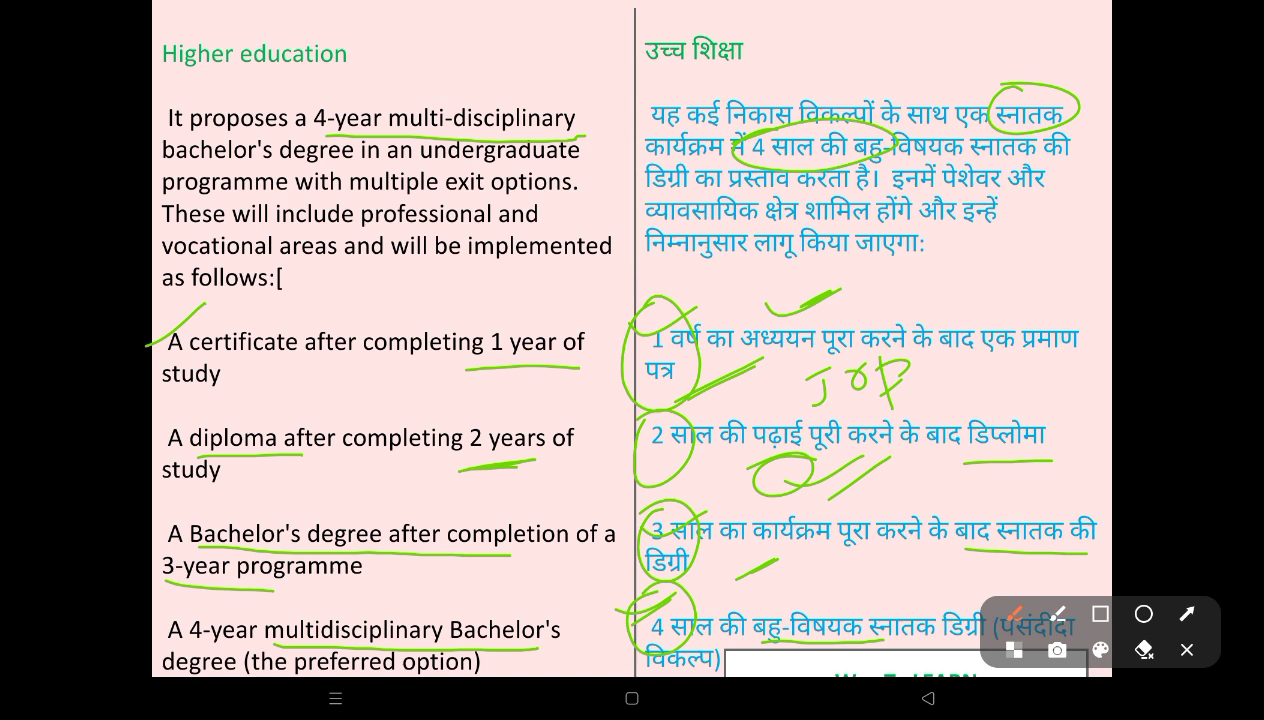 Higher education
It proposes a 4-year multi-disciplinary
bachelor's degree in an undergraduate
programme with multiple exit options.
These will include professional and
vocational areas and will be implemented
as follows:[
A certificate after completing 1 year of
study
A diploma after completing 2 years of
study
A Bachelor's degree after completion of a
3-year programme
A 4-year multidisciplinary Bachelor's
degree (the preferred option)
उच्च शिक्षा
यह कई निकास विकल्पों के साथ एक स्नातक
कार्यक्रम में 4 साल की बहु-विषयक स्नातक की
डिग्री का प्रस्ताव करता है। इनमें पेशेवर और
व्यावसायिक क्षेत्र शामिल होंगे और इन्हें
निम्नानुसार लागू किया जाएगा:
1 वर्ष का अध्ययन पूरा करने के बाद एक प्रमाण
पत्र
2 साल की पढ़ाई पूरी करने के बाद डिप्लोमा
3 साल का कार्यक्रम पूरा करने के बाद स्नातक की
डिग्री
4 साल की बहु-विषयक स्नातक डिग्री (पसंदीदा
विकल्प)